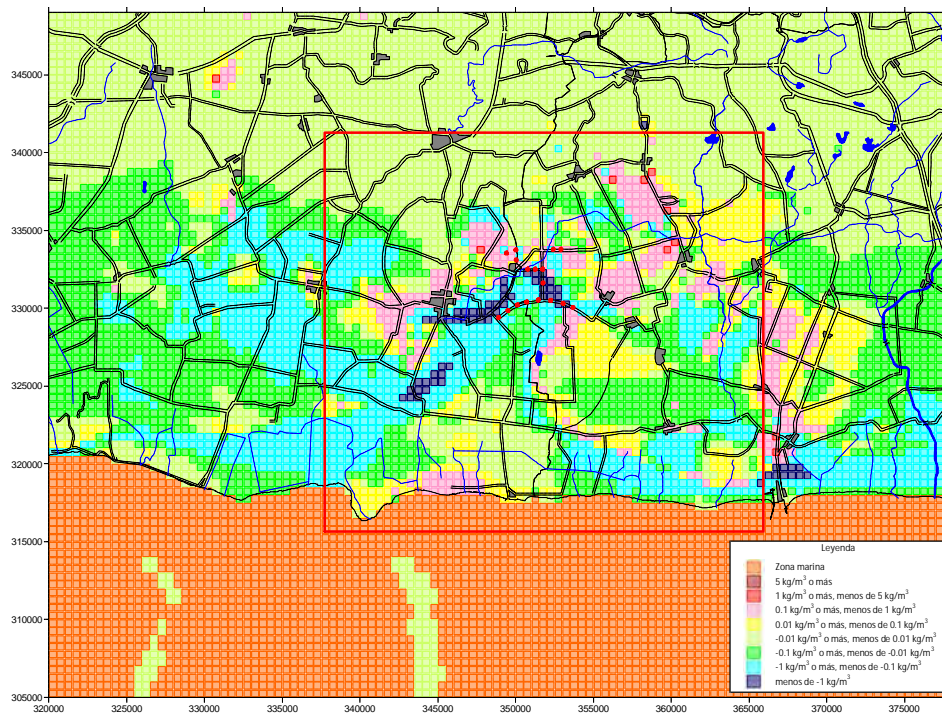 345000
340000
335000
330000
325000
320000
315000
310000
305000
320000 325000 330000 335000 340000 345000 350000 355000 360000 365000 370000 375000
Leyenda
Zona marina
5 kg/m³ o más
1 kg/m³ o más, menos de 5 kg/m³
0.1 kg/m³ o más, menos de 1 kg/m³
0.01 kg/m³ o más, menos de 0.1 kg/m³
-0.01 kg/m³ o más, menos de 0.01 kg/m³
-0.1 kg/m³ o más, menos de -0.01 kg/m³
-1 kg/m³ o más, menos de -0.1 kg/m³
menos de -1 kg/m³